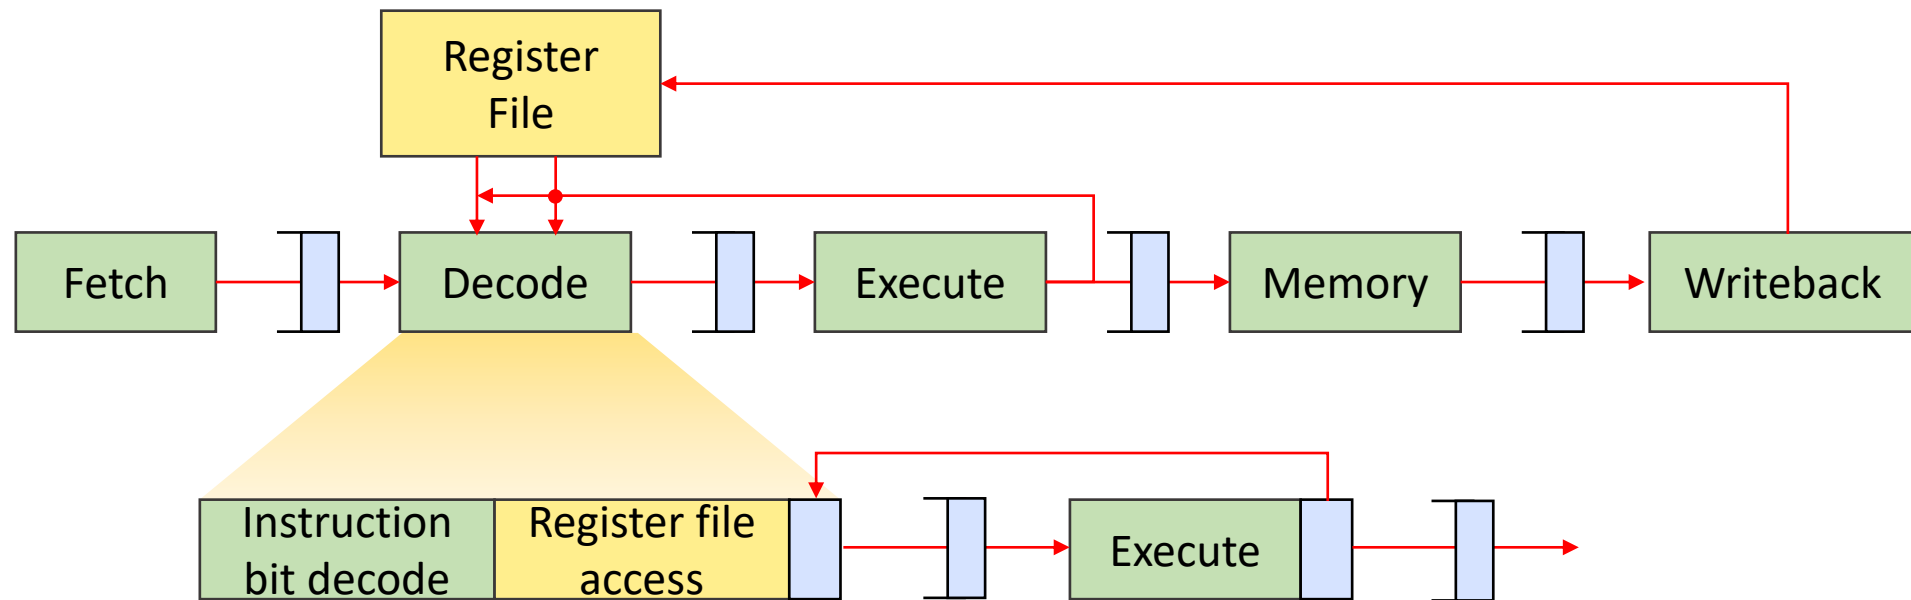 Register
File
Fetch
Decode
Execute
Memory
Writeback
Instruction
bit decode
Register file
access
Execute